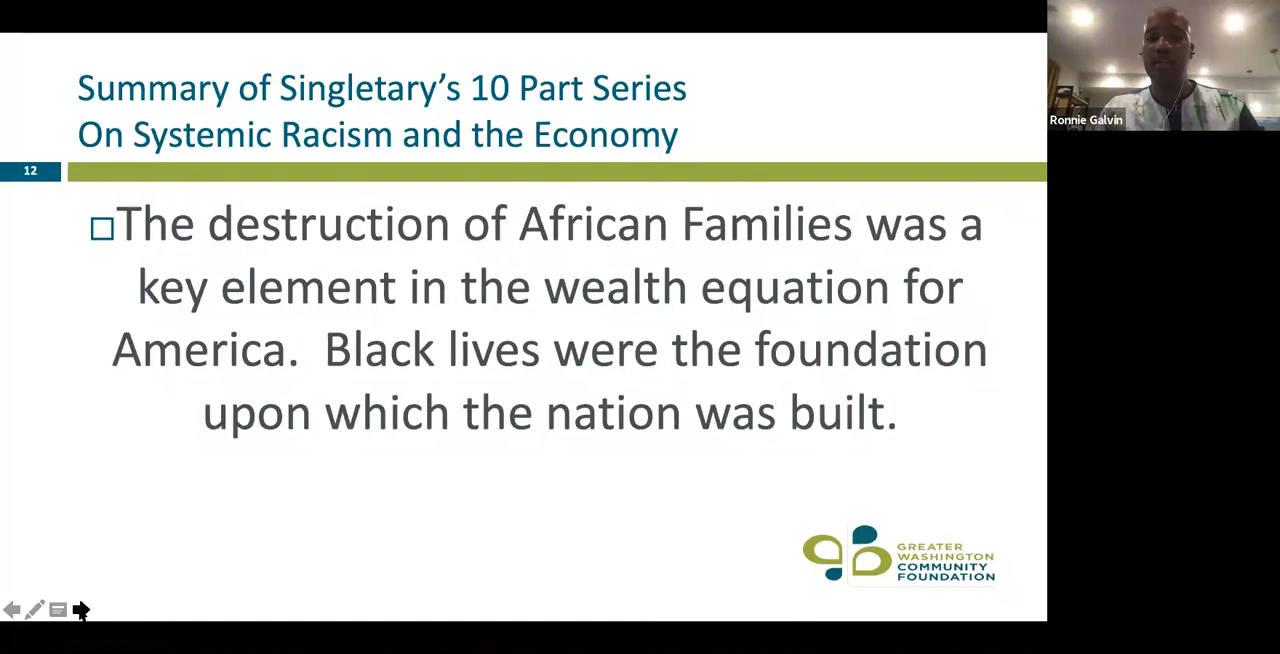 Summary of Singletary’s 10 Part Series
On Systemic Racism and the Economy
12
The destruction of African Families was a
key element in the wealth equation for
America.  Black lives were the foundation
upon which the nation was built.
GREATER
WASHINGTON
COMMUNITY
FOUNDATION
Ronnie Galvin